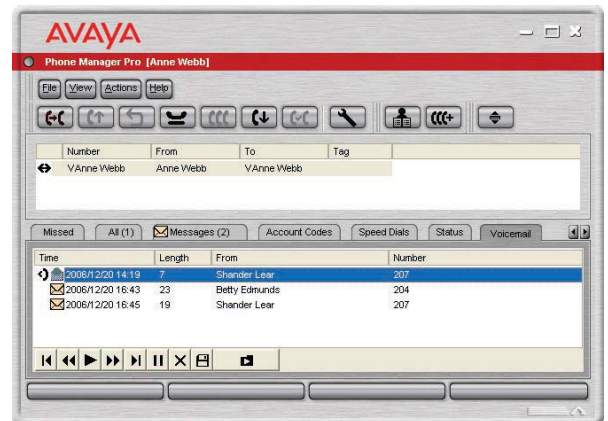 AVAYA
Phone Manager Pro [Anne Webb]
File View Actions Help
Number From To Tag
VAnne Webb Anne Webb VAnne Webb
Missed All (1) Messages (2) Account Codes Speed Dials Status Voicemail
Time Length From Number
2006/12/20 14:19 7 Shander Lear 207
2006/12/20 16:43 23 Betty Edmunds 204
2006/12/20 16:45 19 Shander Lear 207